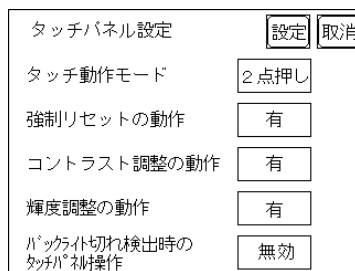 タッチパネル設定 設定 取消
タッチ動作モード 2点押し
強制リセットの動作 有
コントラスト調整の動作 有
輝度調整の動作 有
バックライト切れ検出時の
タッチパネル操作 無効